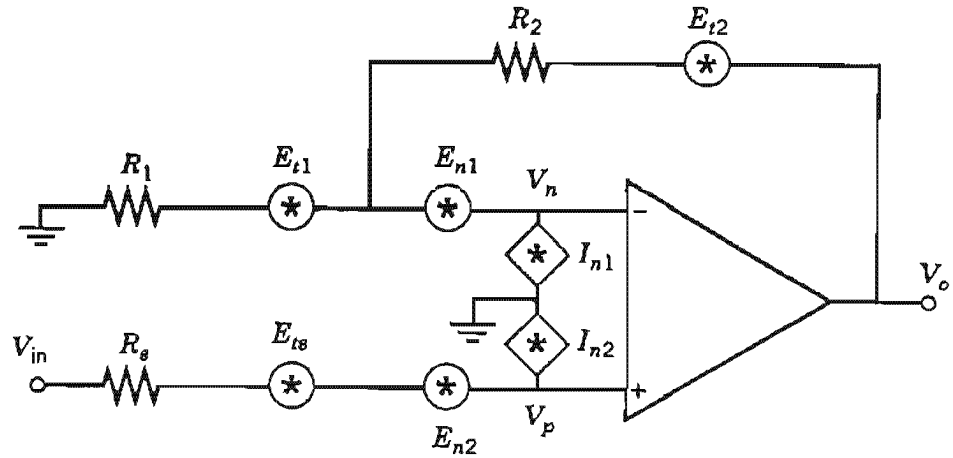 R2
Et2
R1
Et1
En1
Vn
−
In1
Vo
In2
Vin
Rs
Ets
En2
Vp
+